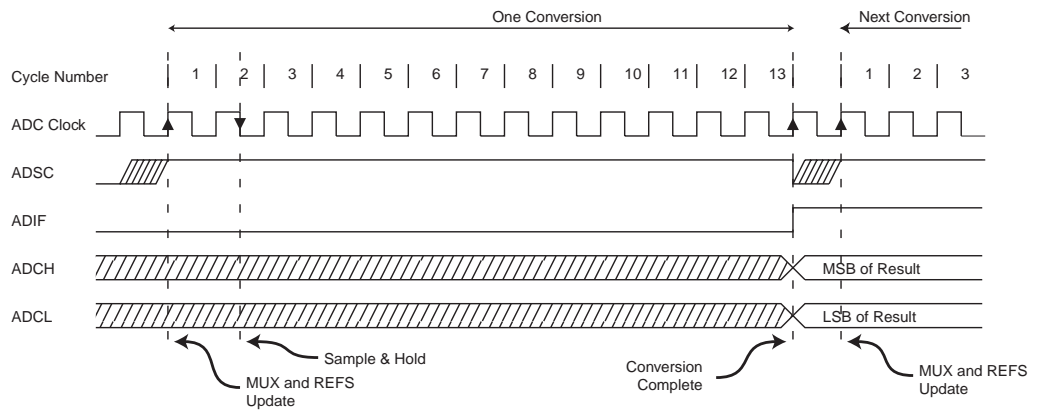 One Conversion
Next Conversion
Cycle Number 1 2 3 4 5 6 7 8 9 10 11 12 13 1 2 3
ADC Clock
ADSC
ADIF
ADCH
MSB of Result
ADCL
LSB of Result
Sample & Hold
MUX and REFS
Update
Conversion
Complete
MUX and REFS
Update